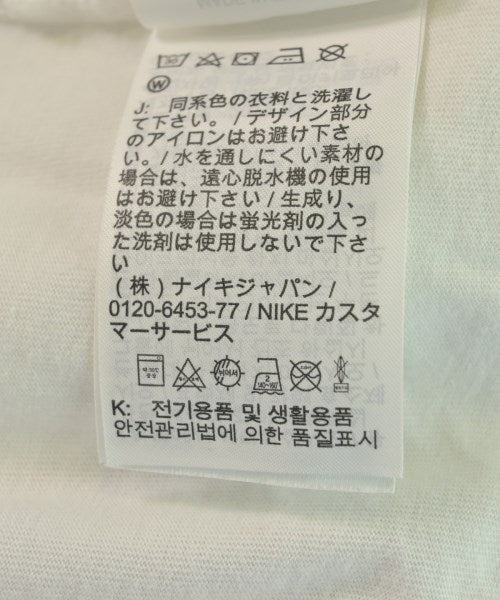 J: 同系色の衣料と洗濯し
て下さい。/ デザイン部分
のアイロンはお避け下さ
い。/ 水を通しにくい素材の
場合は、遠心脱水機の使用
はお避け下さい / 生成り、
淡色の場合は蛍光剤の入っ
た洗剤は使用しないで下さ
い
(株) ナイキジャパン /
0120-6453-77 / NIKE カスタ
マーサービス
K: 전기용품 및 생활용품
안전관리법에 의한 품질표시